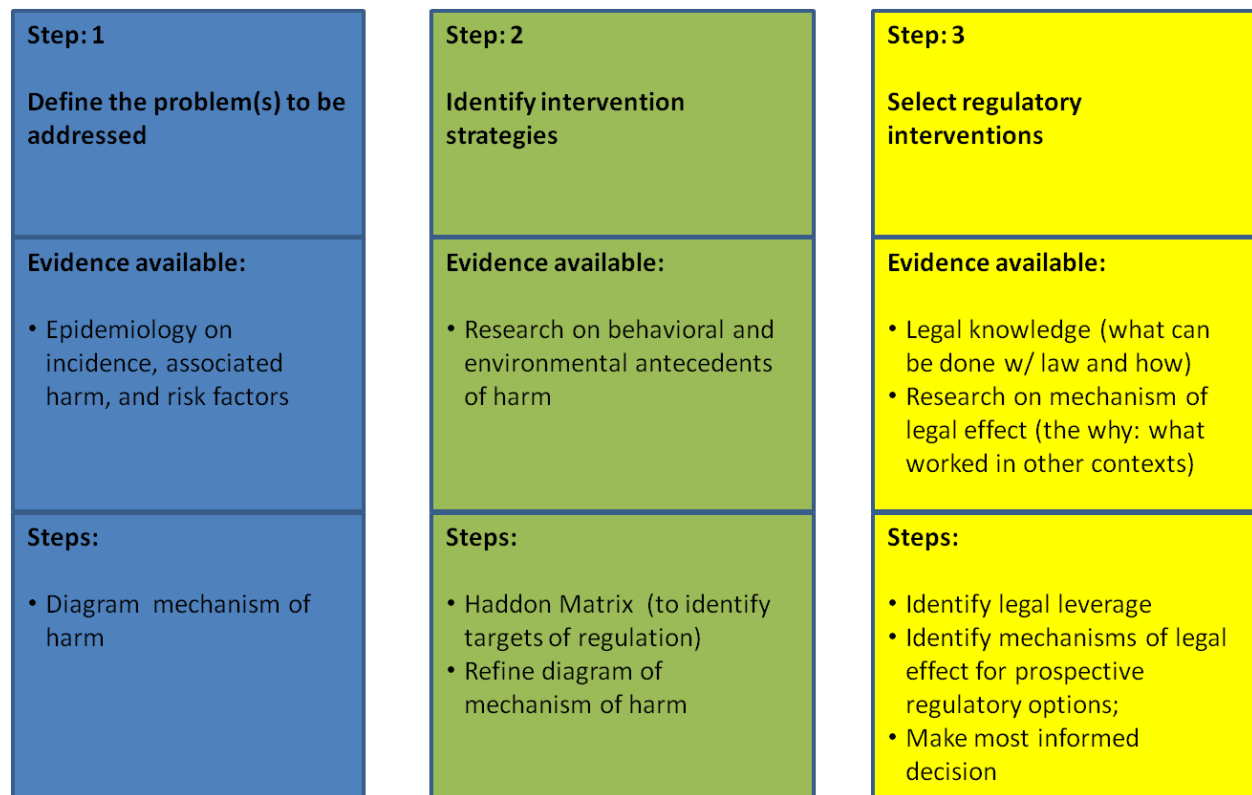 Step: 1
Define the problem(s) to be
addressed
Evidence available:
• Epidemiology on
incidence, associated
harm, and risk factors
Steps:
• Diagram mechanism of
harm
Step: 2
Identify intervention
strategies
Evidence available:
• Research on behavioral and
environmental antecedents
of harm
Steps:
• Haddon Matrix (to identify
targets of regulation)
• Refine diagram of
mechanism of harm
Step: 3
Select regulatory
interventions
Evidence available:
• Legal knowledge (what can
be done w/ law and how)
• Research on mechanism of
legal effect (the why: what
worked in other contexts)
Steps:
• Identify legal leverage
• Identify mechanisms of legal
effect for prospective
regulatory options;
• Make most informed
decision